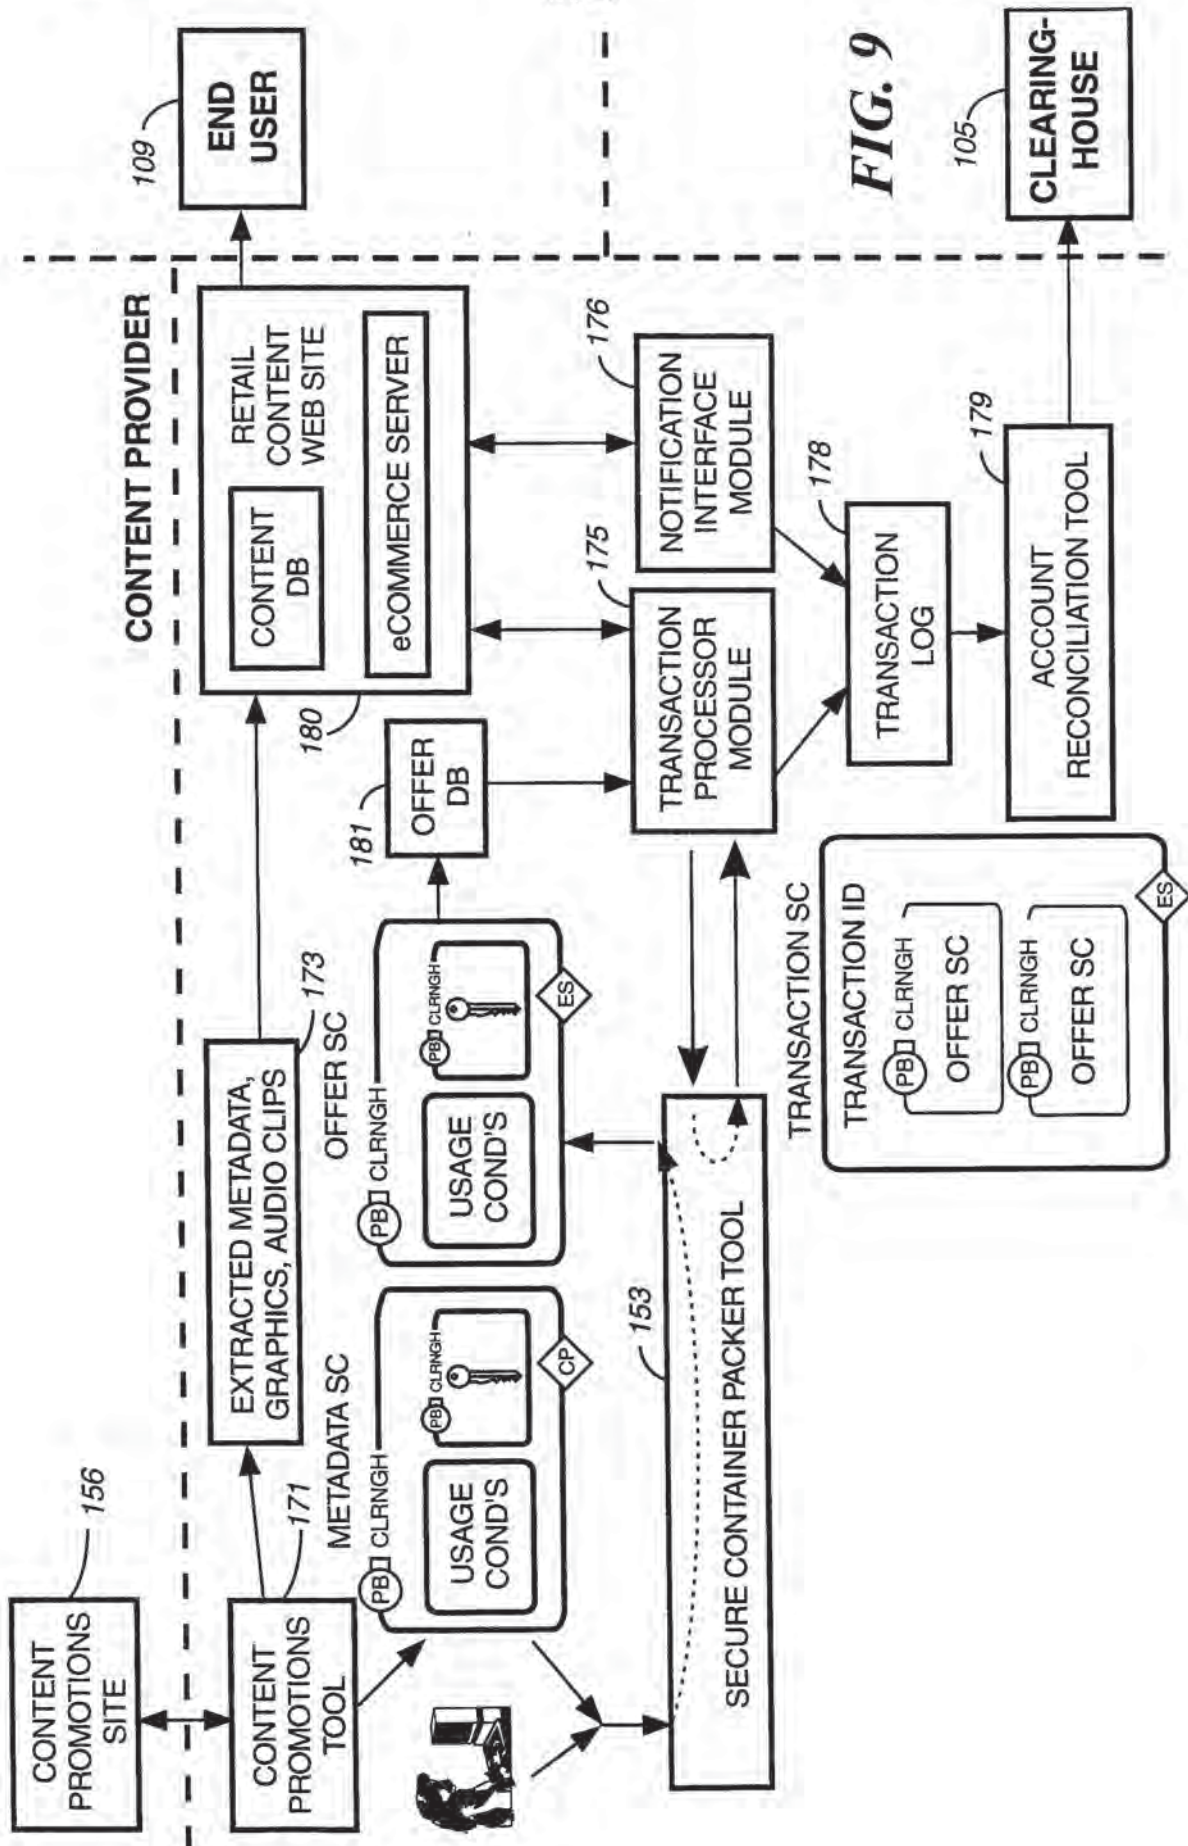 CONTENT PROVIDER
CONTENT
PROMOTIONS
SITE
156
CONTENT
PROMOTIONS
TOOL
171
EXTRACTED METADATA,
GRAPHICS, AUDIO CLIPS
173
CONTENT
DB
RETAIL
CONTENT
WEB SITE
eCOMMERCE SERVER
180
END
USER
109
METADATA SC
PB CLRNGH
USAGE
COND'S
PB CLRNGH
CP
OFFER SC
PB CLRNGH
USAGE
COND'S
PB CLRNGH
ES
OFFER
DB
181
SECURE CONTAINER PACKER TOOL
153
TRANSACTION
PROCESSOR
MODULE
175
NOTIFICATION
INTERFACE
MODULE
176
TRANSACTION SC
TRANSACTION ID
PB CLRNGH
OFFER SC
PB CLRNGH
OFFER SC
ES
TRANSACTION
LOG
178
ACCOUNT
RECONCILIATION TOOL
179
CLEARING-
HOUSE
105
FIG. 9